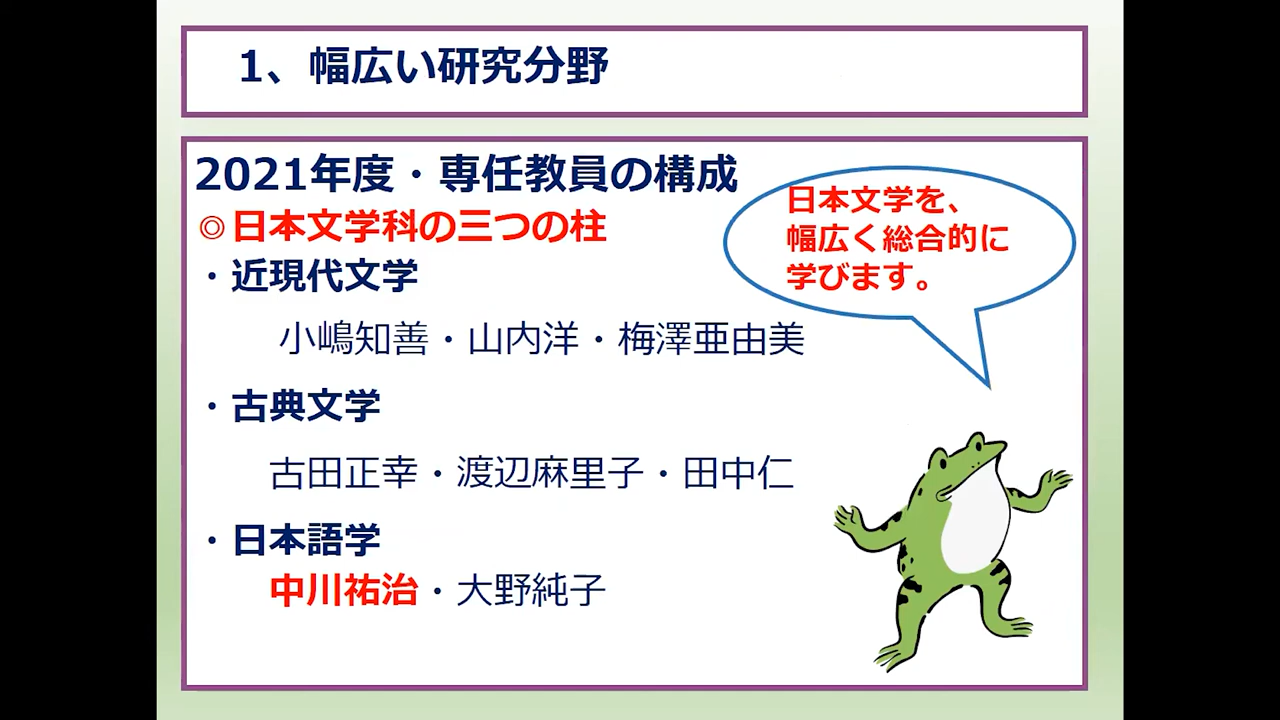 1、幅広い研究分野
2021年度・専任教員の構成
◎日本文学科の三つの柱
・近現代文学
小嶋知善・山内洋・梅澤亜由美
・古典文学
古田正幸・渡辺麻里子・田中仁
・日本語学
中川祐治・大野純子
日本文学を、
幅広く総合的に
学びます。